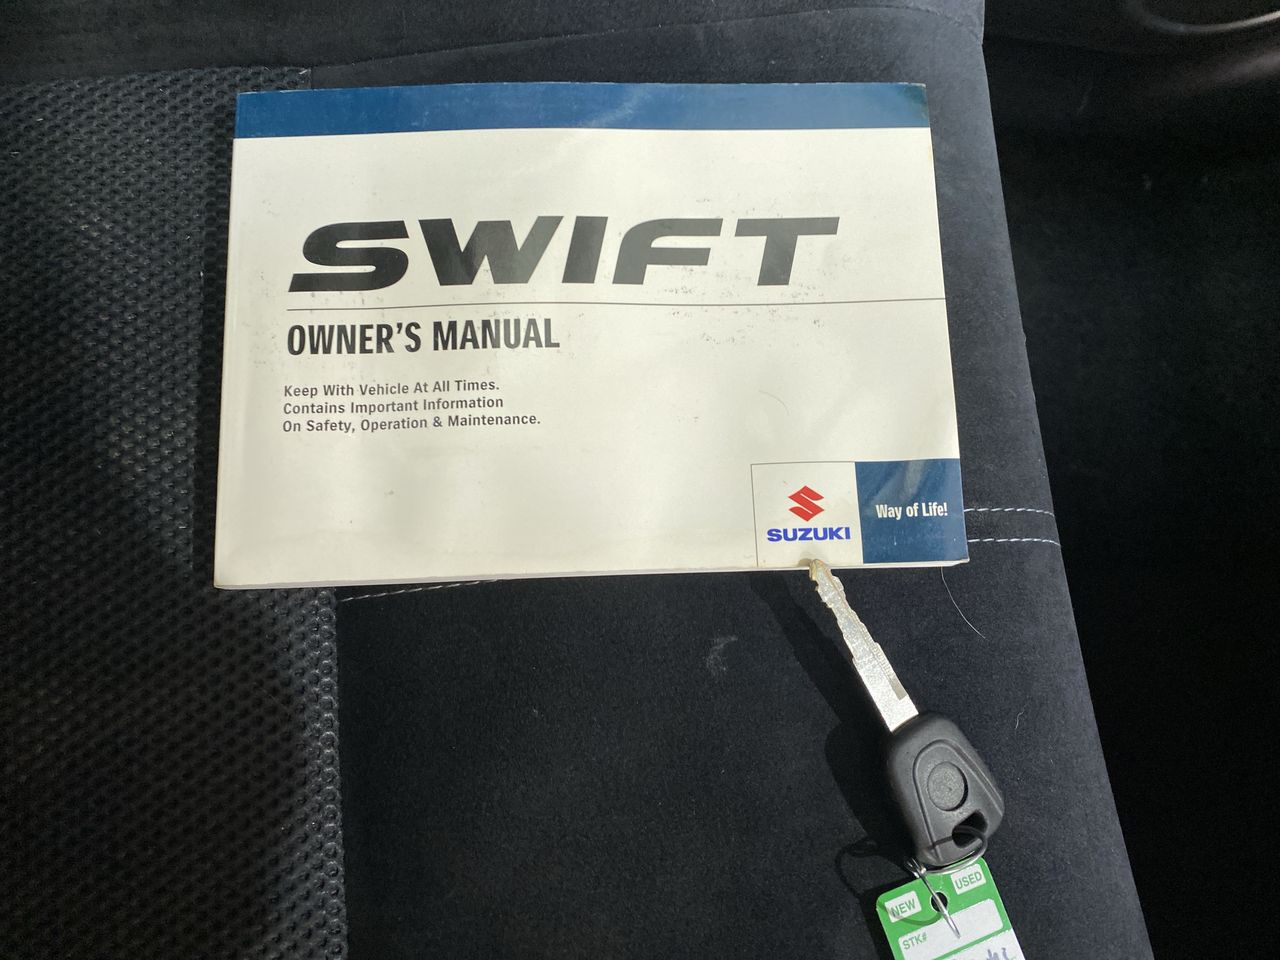 SWIFT
OWNER'S MANUAL
Keep With Vehicle At All Times.
Contains Important Information
On Safety, Operation & Maintenance.
SUZUKI
Way of Life!
NEW
USED
STK#